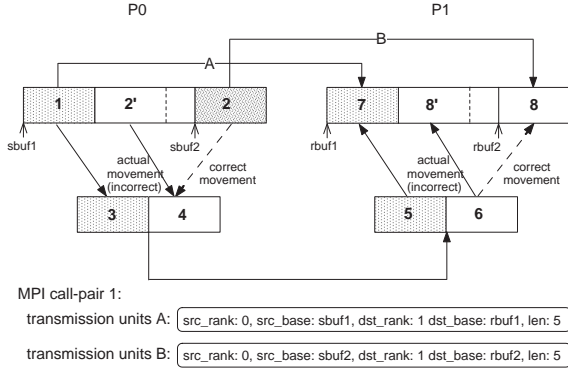 P0 P1
B
A
1 2' 2 7 8' 8
sbuf1 sbuf2 rbuf1 rbuf2
actual movement (incorrect) correct movement actual movement (incorrect) correct movement
3 4 5 6
MPI call-pair 1:
transmission units A: src_rank: 0, src_base: sbuf1, dst_rank: 1 dst_base: rbuf1, len: 5
transmission units B: src_rank: 0, src_base: sbuf2, dst_rank: 1 dst_base: rbuf2, len: 5